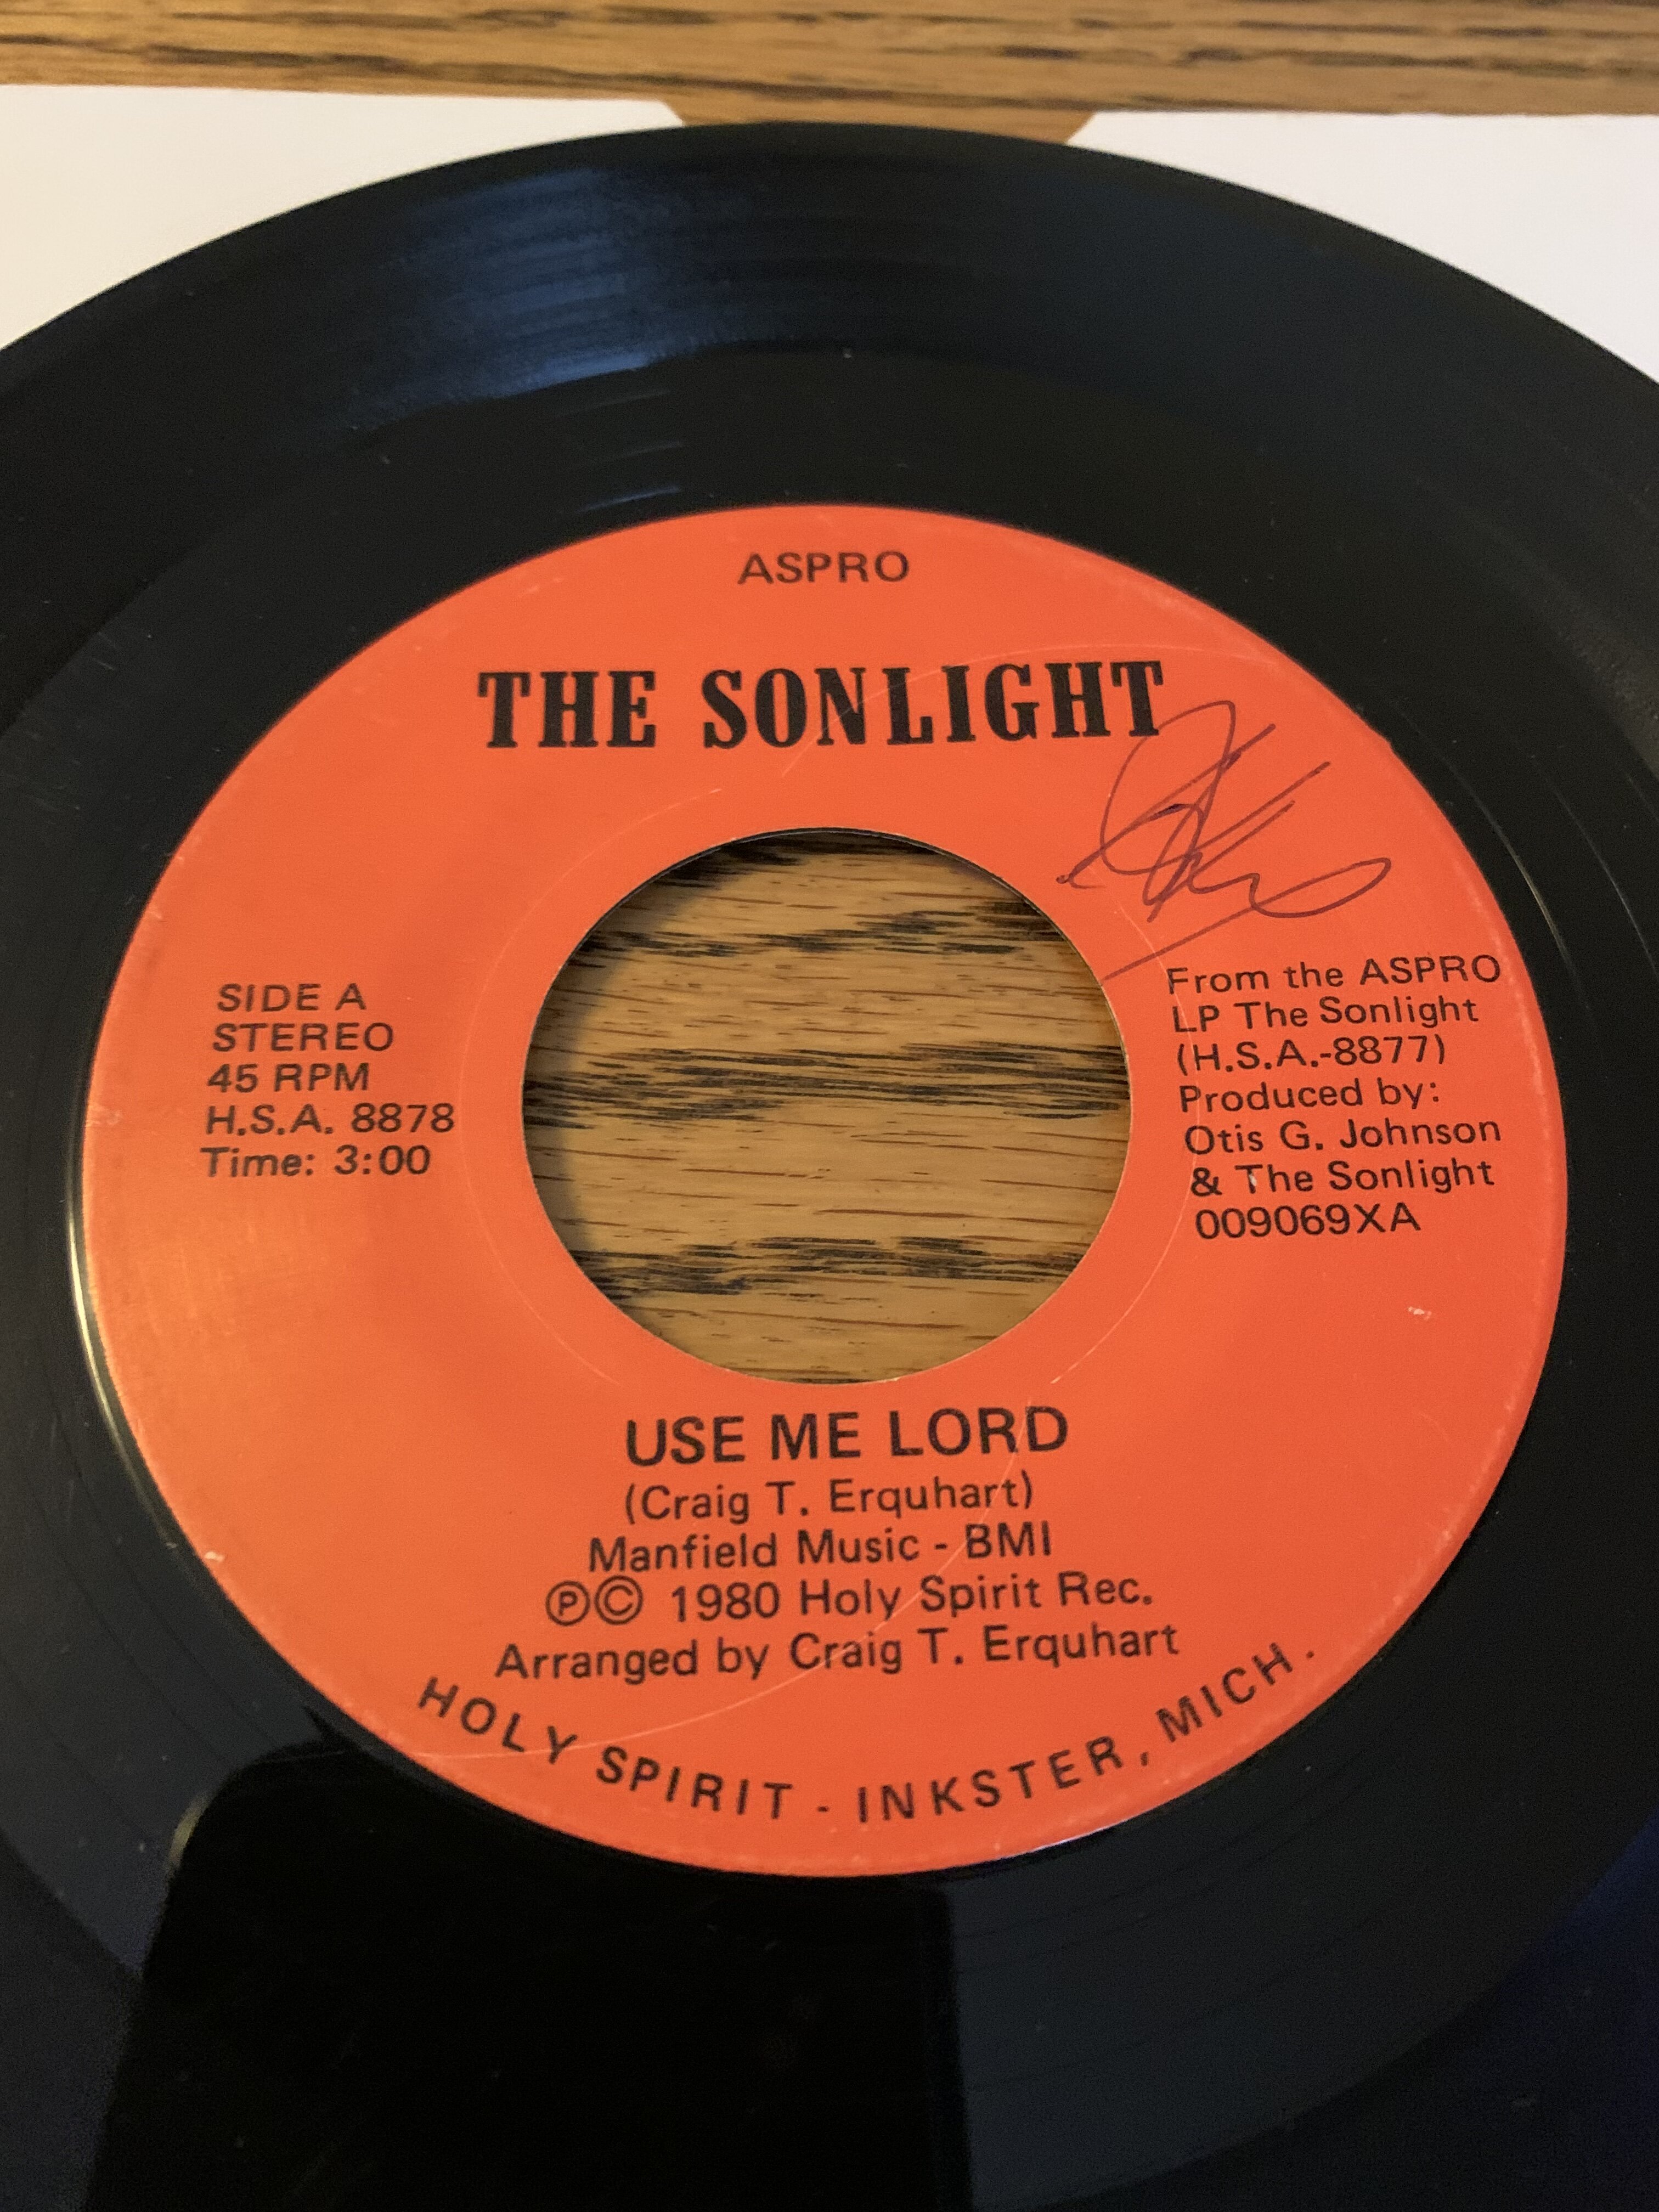 ASPRO
THE SONLIGHT
SIDE A
STEREO
45 RPM
H.S.A. 8878
Time: 3:00
From the ASPRO
LP The Sonlight
(H.S.A.-8877)
Produced by:
Otis G. Johnson
& The Sonlight
009069XA
USE ME LORD
(Craig T. Erquhart)
Manfield Music - BMI
Ⓟ© 1980 Holy Spirit Rec.
Arranged by Craig T. Erquhart
HOLY SPIRIT - INKSTER, MICH.